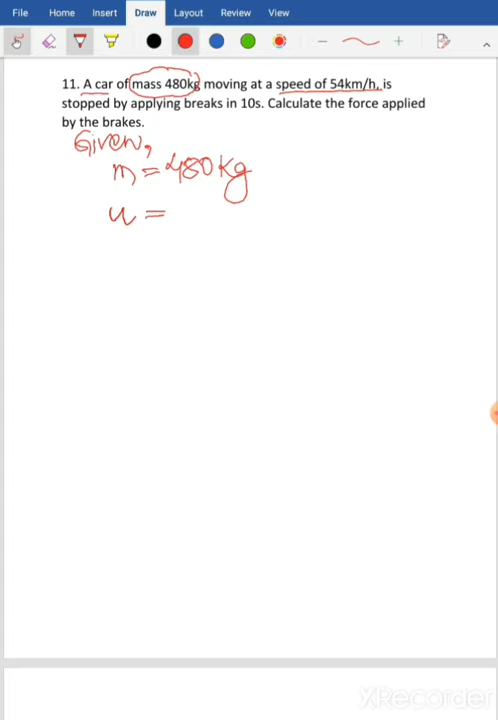 File Home Insert Draw Layout Review View
11. A car of mass 480kg moving at a speed of 54km/h, is
stopped by applying breaks in 10s. Calculate the force applied
by the brakes.
Given,
m = 480 kg
u =
XRecorder